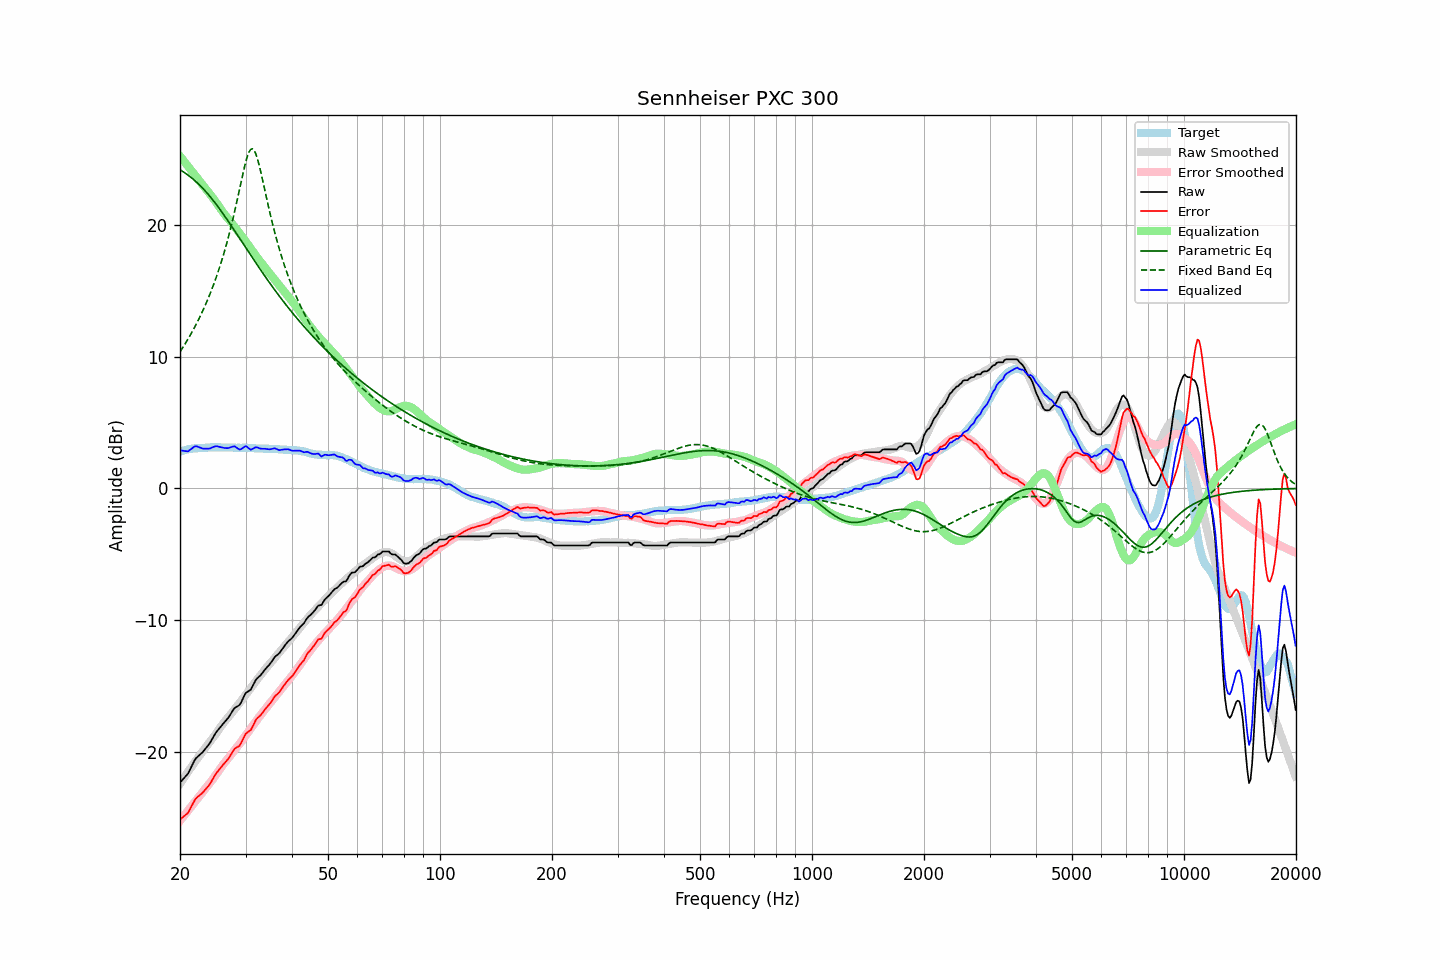 Sennheiser PXC 300
Target
Raw Smoothed
Error Smoothed
Raw
Error
Equalization
Parametric Eq
Fixed Band Eq
Equalized
Amplitude (dBr)
20
10
0
−10
−20
20
50
100
200
500
1000
2000
5000
10000
20000
Frequency (Hz)